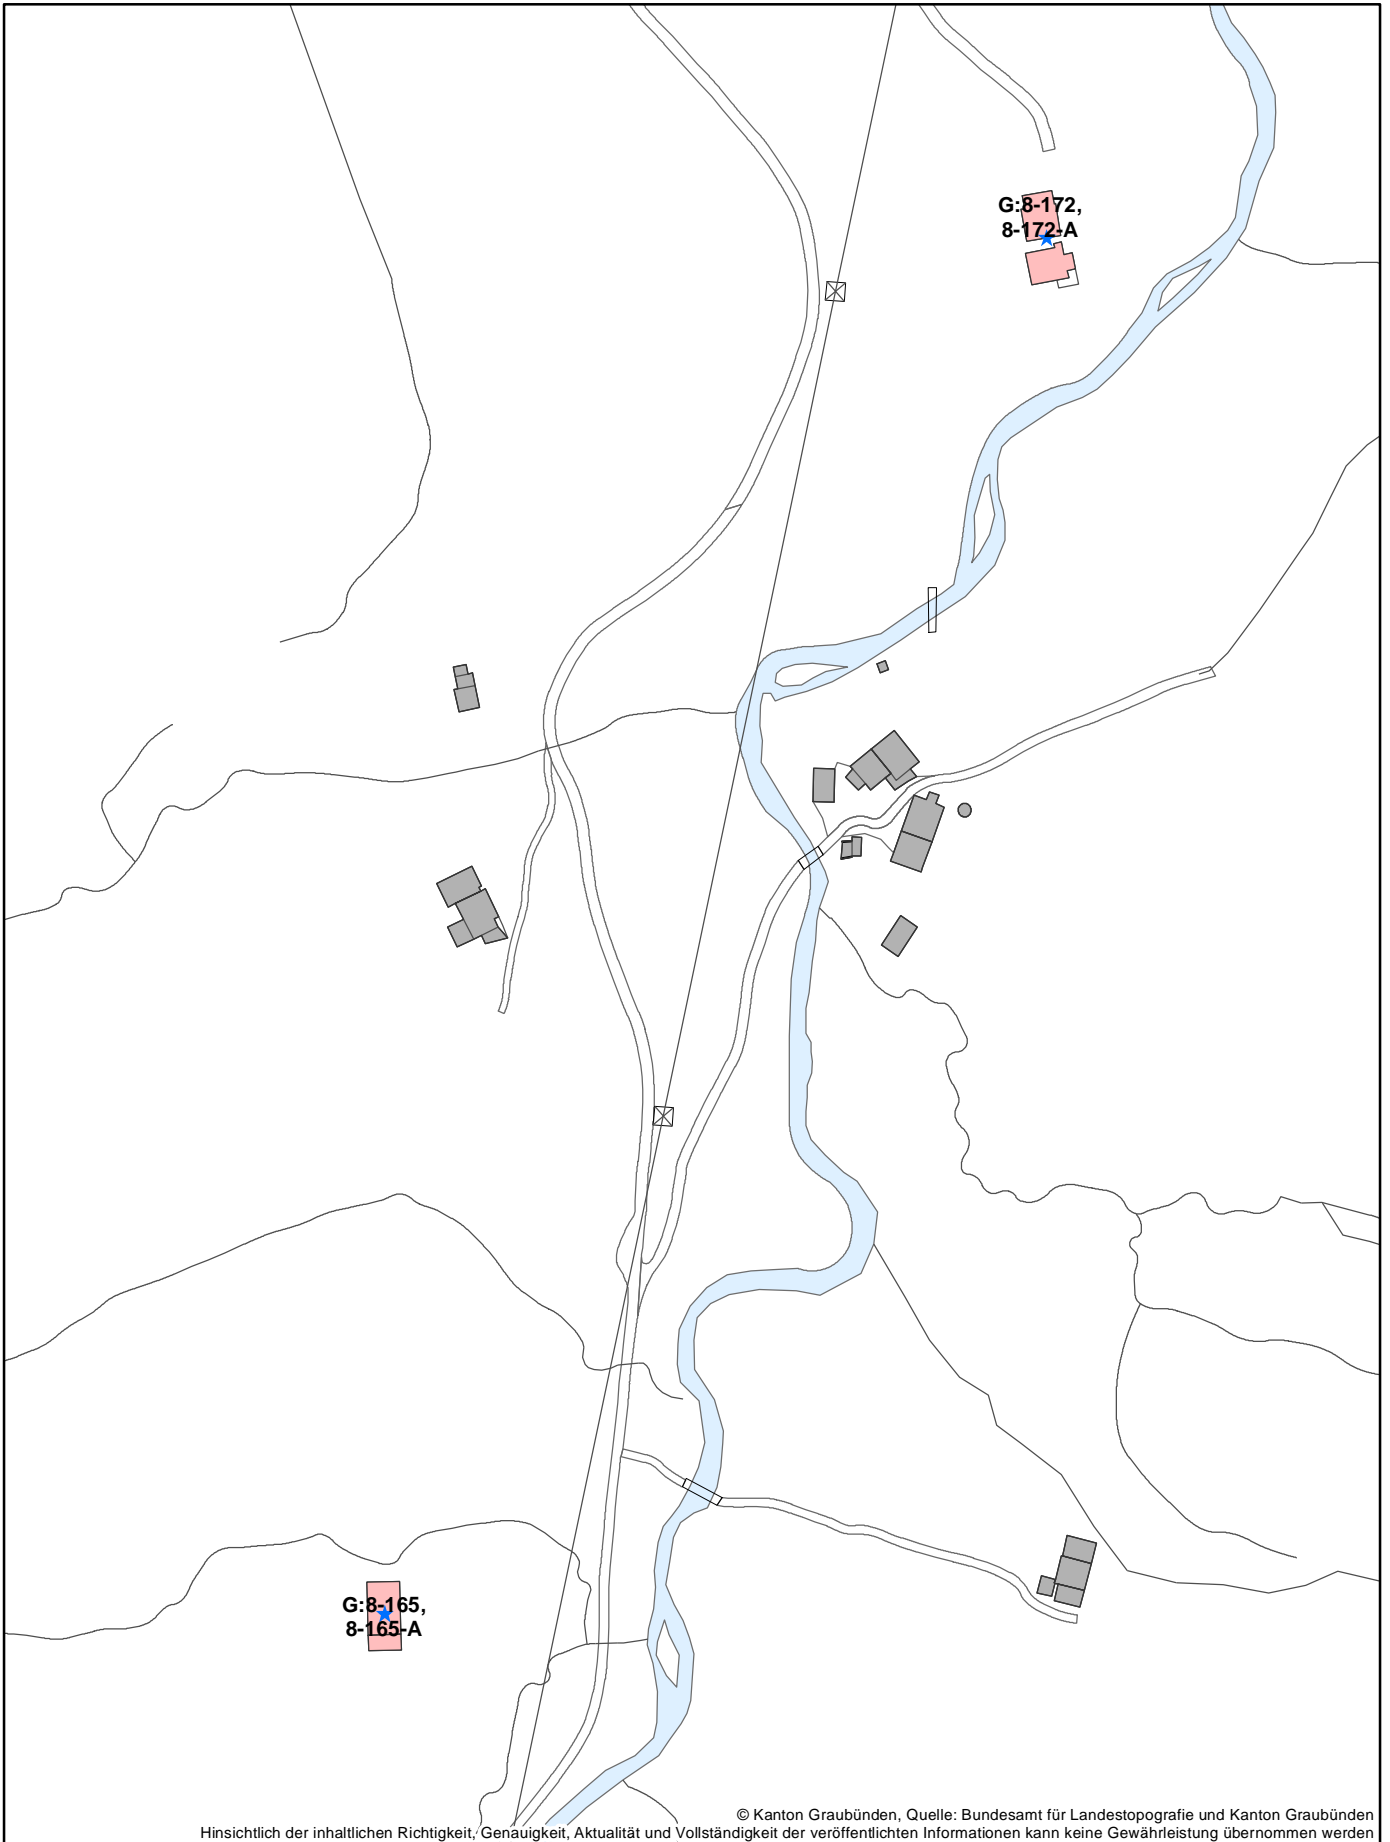 G:8-172,
8-172-A
G:8-165,
8-165-A
© Kanton Graubünden, Quelle: Bundesamt für Landestopografie und Kanton Graubünden
Hinsichtlich der inhaltlichen Richtigkeit, Genauigkeit, Aktualität und Vollständigkeit der veröffentlichten Informationen kann keine Gewährleistung übernommen werden